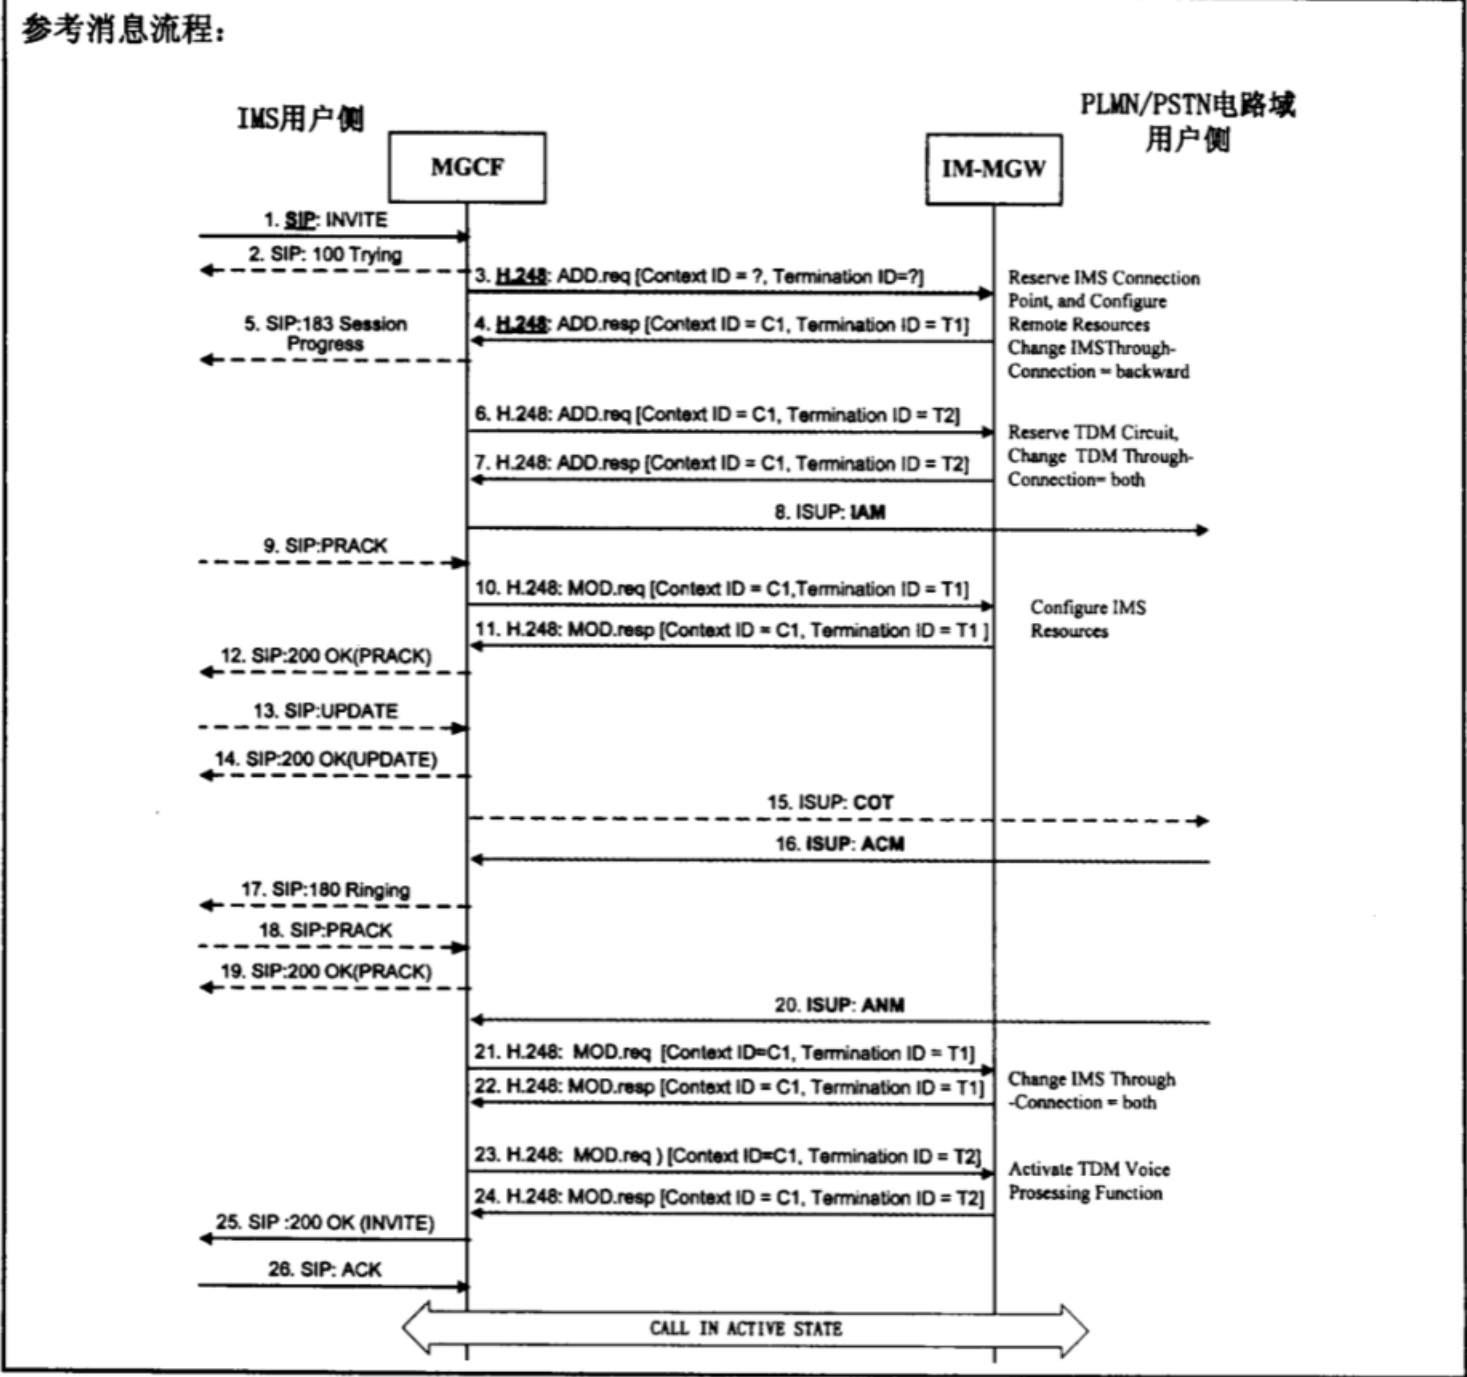 参考消息流程：
IMS用户侧
PLMN/PSTN电路域
用户侧
MGCF
IM-MGW
1. SIP: INVITE
2. SIP: 100 Trying
3. H.248: ADD.req [Context ID = ?, Termination ID=?]
Reserve IMS Connection
Point, and Configure
Remote Resources
Change IMSThrough-
Connection = backward
4. H.248: ADD.resp [Context ID = C1, Termination ID = T1]
5. SIP:183 Session
Progress
6. H.248: ADD.req [Context ID = C1, Termination ID = T2]
7. H.248: ADD.resp [Context ID = C1, Termination ID = T2]
Reserve TDM Circuit,
Change TDM Through-
Connection= both
8. ISUP: IAM
9. SIP:PRACK
10. H.248: MOD.req [Context ID = C1,Termination ID = T1]
11. H.248: MOD.resp [Context ID = C1, Termination ID = T1 ]
Configure IMS
Resources
12. SIP:200 OK(PRACK)
13. SIP:UPDATE
14. SIP:200 OK(UPDATE)
15. ISUP: COT
16. ISUP: ACM
17. SIP:180 Ringing
18. SIP:PRACK
19. SIP:200 OK(PRACK)
20. ISUP: ANM
21. H.248: MOD.req [Context ID=C1, Termination ID = T1]
22. H.248: MOD.resp [Context ID = C1, Termination ID = T1]
Change IMS Through
-Connection = both
23. H.248: MOD.req ) [Context ID=C1, Termination ID = T2]
24. H.248: MOD.resp [Context ID = C1, Termination ID = T2]
Activate TDM Voice
Prosessing Function
25. SIP :200 OK (INVITE)
26. SIP: ACK
CALL IN ACTIVE STATE